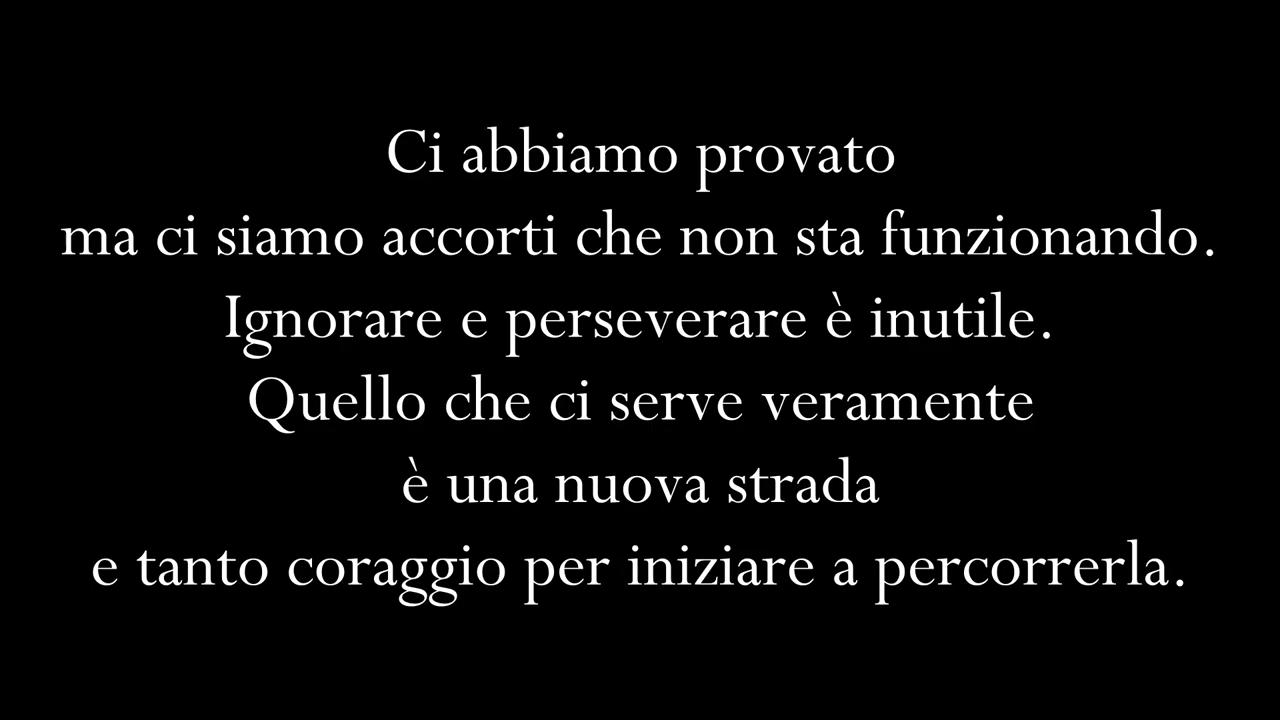 Ci abbiamo provato
ma ci siamo accorti che non sta funzionando.
Ignorare e perseverare è inutile.
Quello che ci serve veramente
è una nuova strada
e tanto coraggio per iniziare a percorrerla.